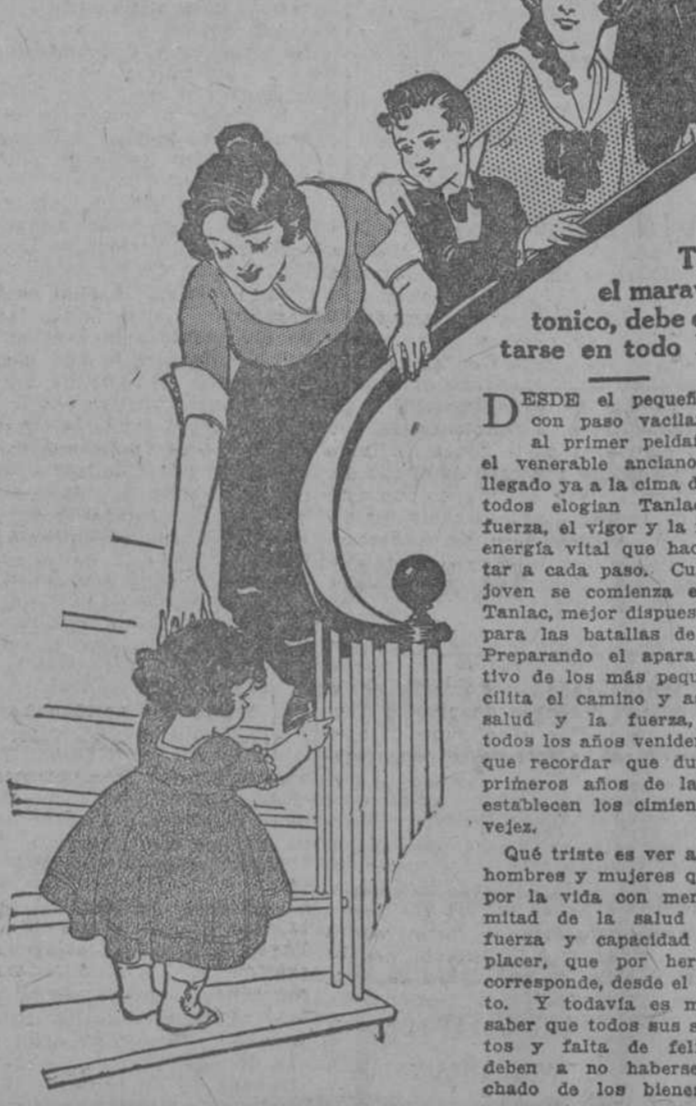 T
el marav
tonico, debe
tarse en todo
DESDE el pequeñ
con paso vacila
al primer peldañ
el venerable anciano
llegado ya a la cima d
todos elogian Tanlac
fuerza, el vigor y la
energía vital que hac
tar a cada paso. Cu
joven se comienza e
Tanlac, mejor dispues
para las batallas de
Preparando el apara
tivo de los más pequ
cilita el camino y a
salud y la fuerza,
todos los años venider
que recordar que du
primeros años de la
establecen los cimien
vejez.
Qué triste es ver a
hombres y mujeres q
por la vida con men
mitad de la salud
fuerza y capacidad
placer, que por her
corresponde, desde el
to. Y todavía es m
saber que todos sus s
tos y falta de feli
deben a no haberse
chado de los biene